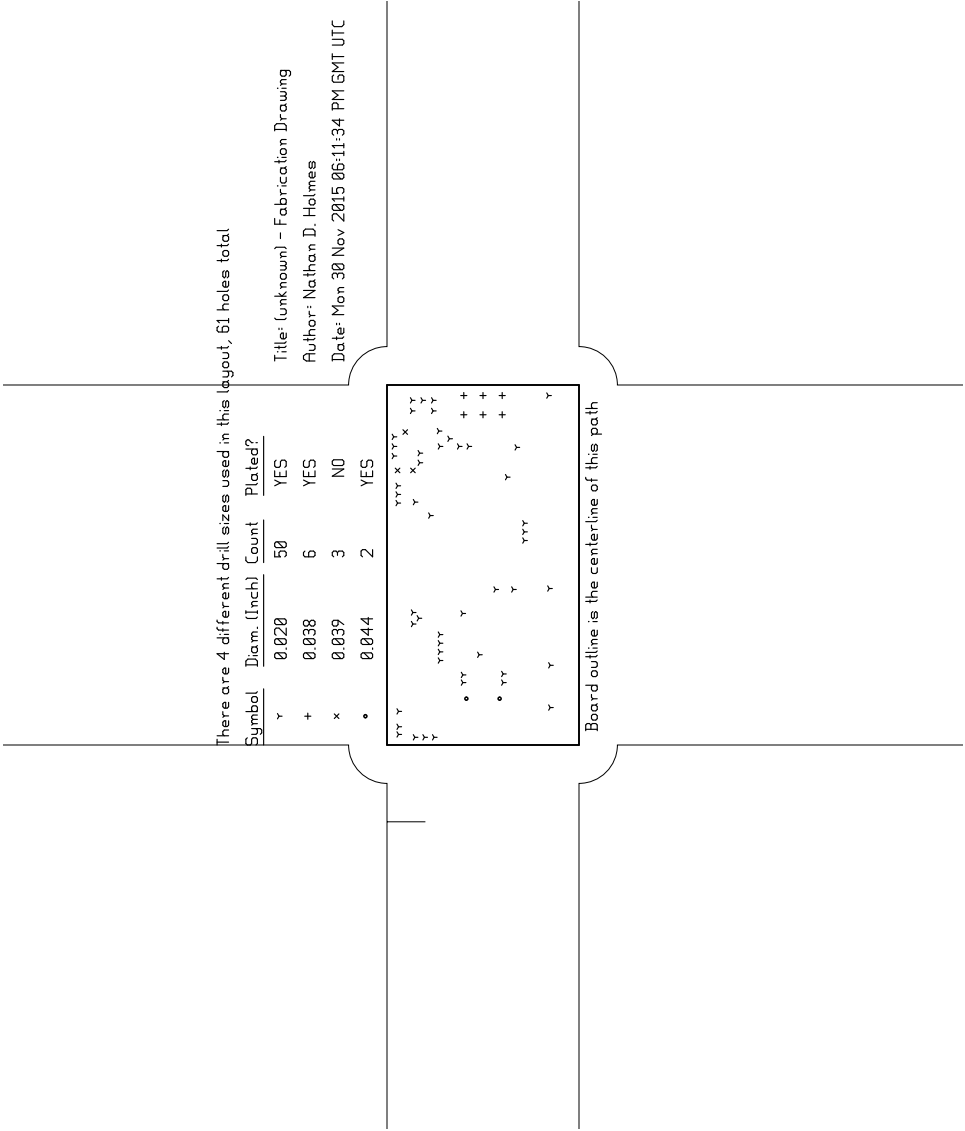 There are 4 different drill sizes used in this layout, 61 holes total
Symbol Diam. (Inch) Count Plated?
0.020 50 YES
0.038 6 YES
0.039 3 NO
0.044 2 YES
Title: (unknown) - Fabrication Drawing
Author: Nathan D. Holmes
Date: Mon 30 Nov 2015 06:11:34 PM GMT UTC
Board outline is the centerline of this path